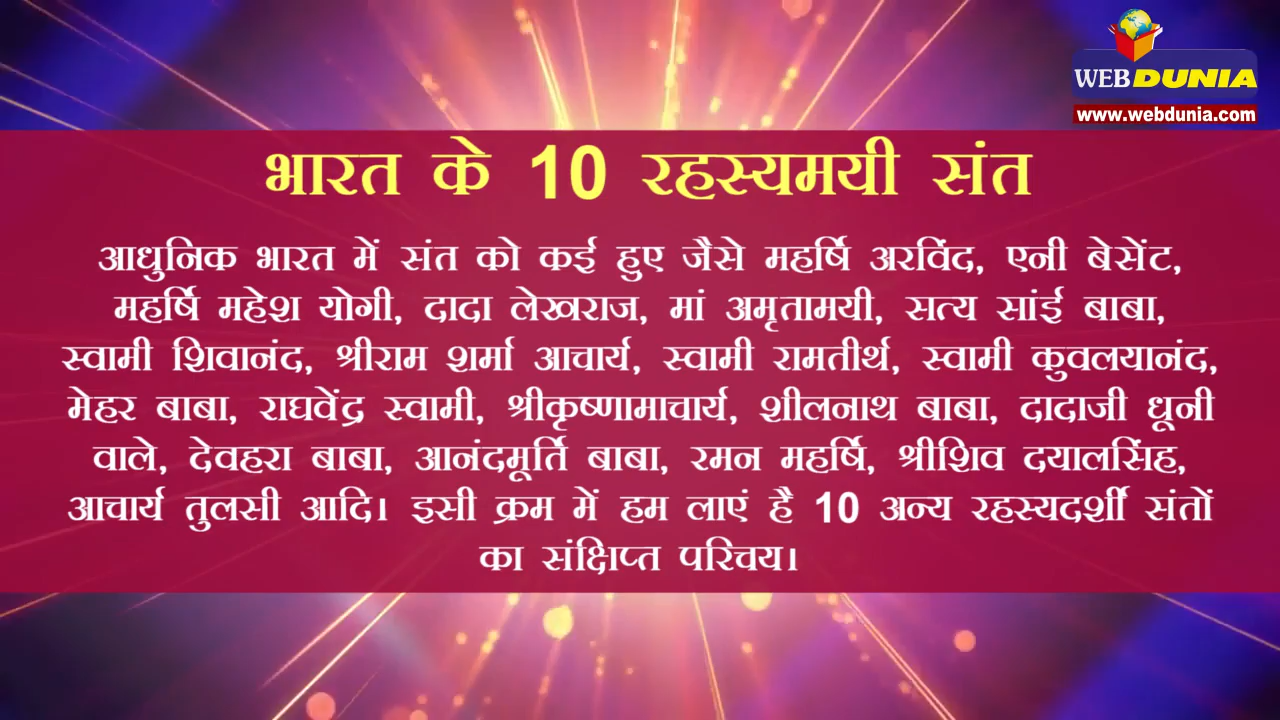 WEBDUNIA
www.webdunia.com
भारत के 10 रहस्यमयी संत
आधुनिक भारत में संत को कई हुए जैसे महर्षि अरविंद, एनी बेसेंट,
महर्षि महेश योगी, दादा लेखराज, मां अमृतामयी, सत्य सांई बाबा,
स्वामी शिवानंद, श्रीराम शर्मा आचार्य, स्वामी रामतीर्थ, स्वामी कुवलयानंद,
मेहर बाबा, राघवेंद्र स्वामी, श्रीकृष्णामाचार्य, शीलनाथ बाबा, दादाजी धूनी
वाले, देवहरा बाबा, आनंदमूर्ति बाबा, रमन महर्षि, श्रीशिव दयालसिंह,
आचार्य तुलसी आदि। इसी क्रम में हम लाएं है 10 अन्य रहस्यदर्शी संतों
का संक्षिप्त परिचय।